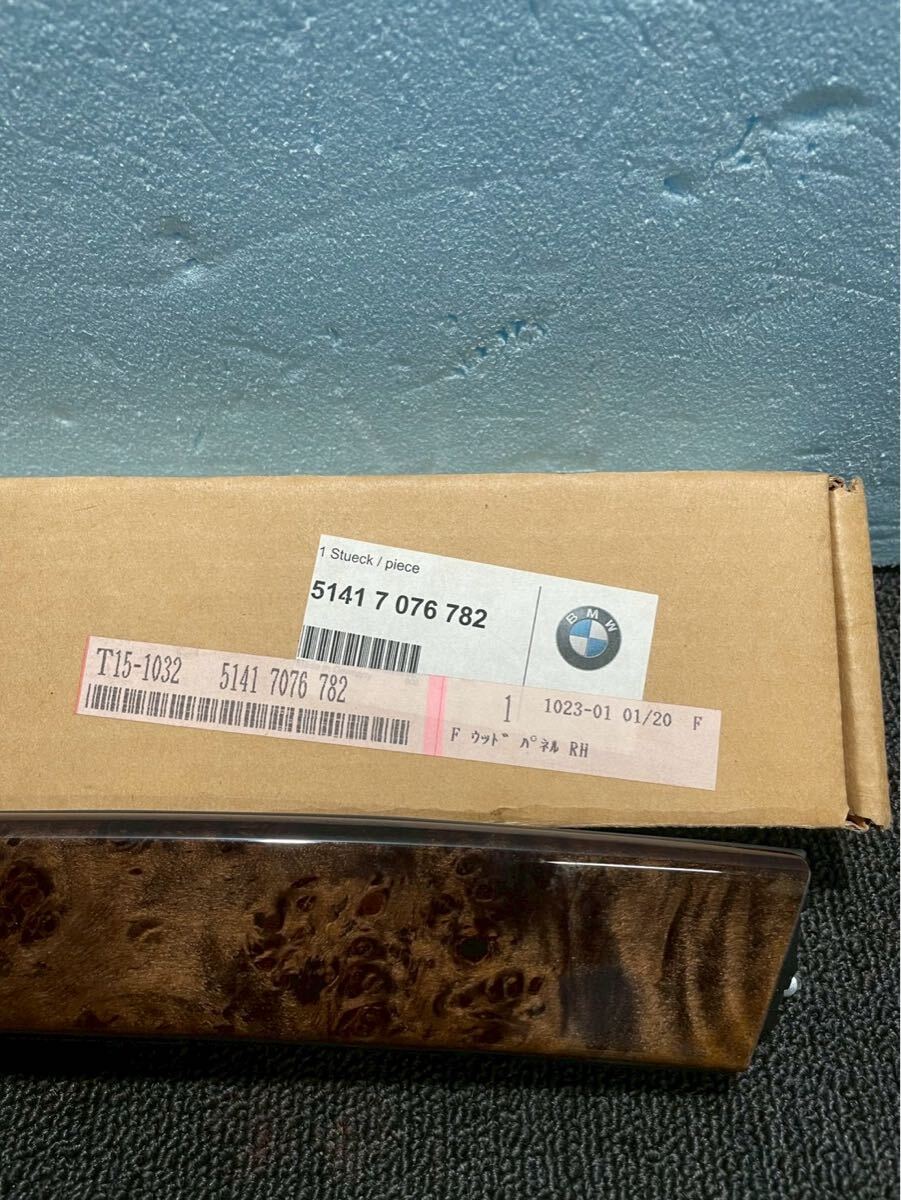 1 Stueck / piece
5141 7 076 782
BMW
T15-1032 5141 7076 782
1 1023-01 01/20 F
F ウッド パネル RH